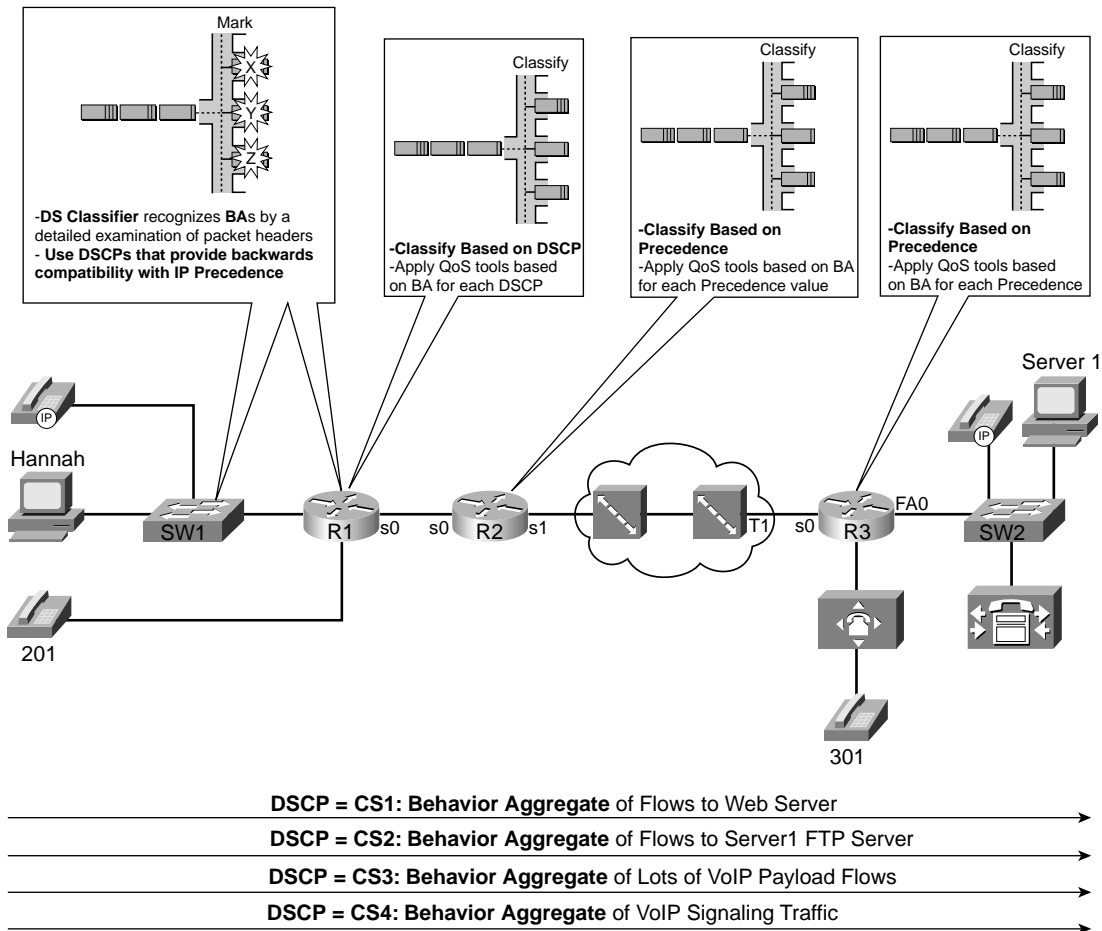 Mark
X
Y
Z
-DS Classifier recognizes BAs by a
detailed examination of packet headers
- Use DSCPs that provide backwards
compatibility with IP Precedence
Classify
-Classify Based on DSCP
-Apply QoS tools based
on BA for each DSCP
Classify
-Classify Based on
Precedence
-Apply QoS tools based on BA
for each Precedence value
Classify
-Classify Based on
Precedence
-Apply QoS tools based
on BA for each Precedence
Server 1
IP
IP
Hannah
SW1
R1
s0
s0
R2
s1
T1
s0
R3
FA0
SW2
201
301
DSCP = CS1: Behavior Aggregate of Flows to Web Server
DSCP = CS2: Behavior Aggregate of Flows to Server1 FTP Server
DSCP = CS3: Behavior Aggregate of Lots of VoIP Payload Flows
DSCP = CS4: Behavior Aggregate of VoIP Signaling Traffic